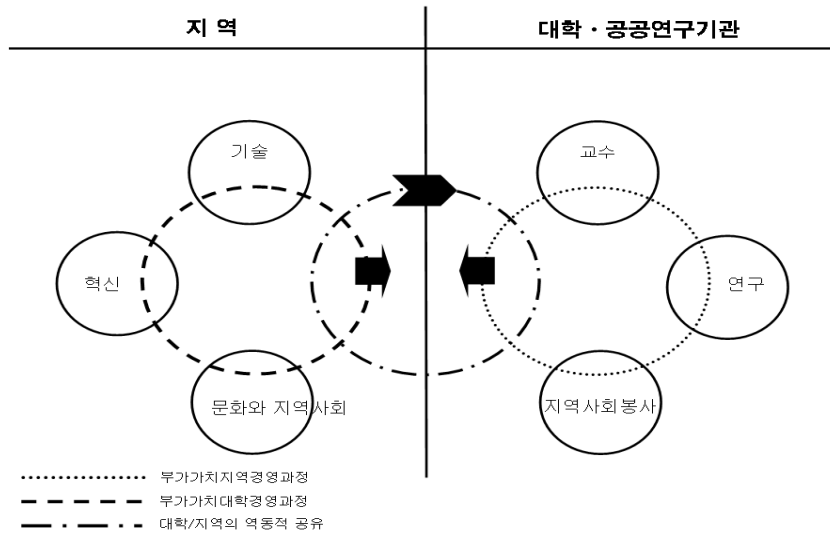 지 역
대학 · 공공연구기관
기술
교수
혁신
연구
문화와 지역사회
지역사회봉사
부가가치지역경영과정
부가가치대학경영과정
대학/지역의 역동적 공유